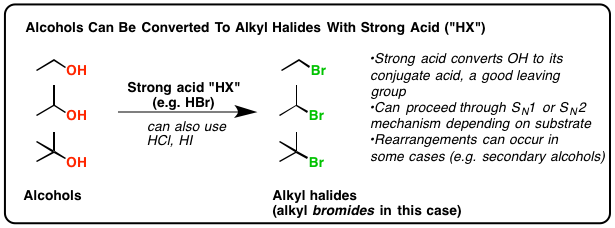 Alcohols Can Be Converted To Alkyl Halides With Strong Acid ("HX")
OH
OH
OH
Alcohols
Strong acid "HX"
(e.g. HBr)
can also use
HCl, HI
Br
Br
Br
Alkyl halides
(alkyl bromides in this case)
•Strong acid converts OH to its
conjugate acid, a good leaving
group
•Can proceed through SN1 or SN2
mechanism depending on substrate
•Rearrangements can occur in
some cases (e.g. secondary alcohols)